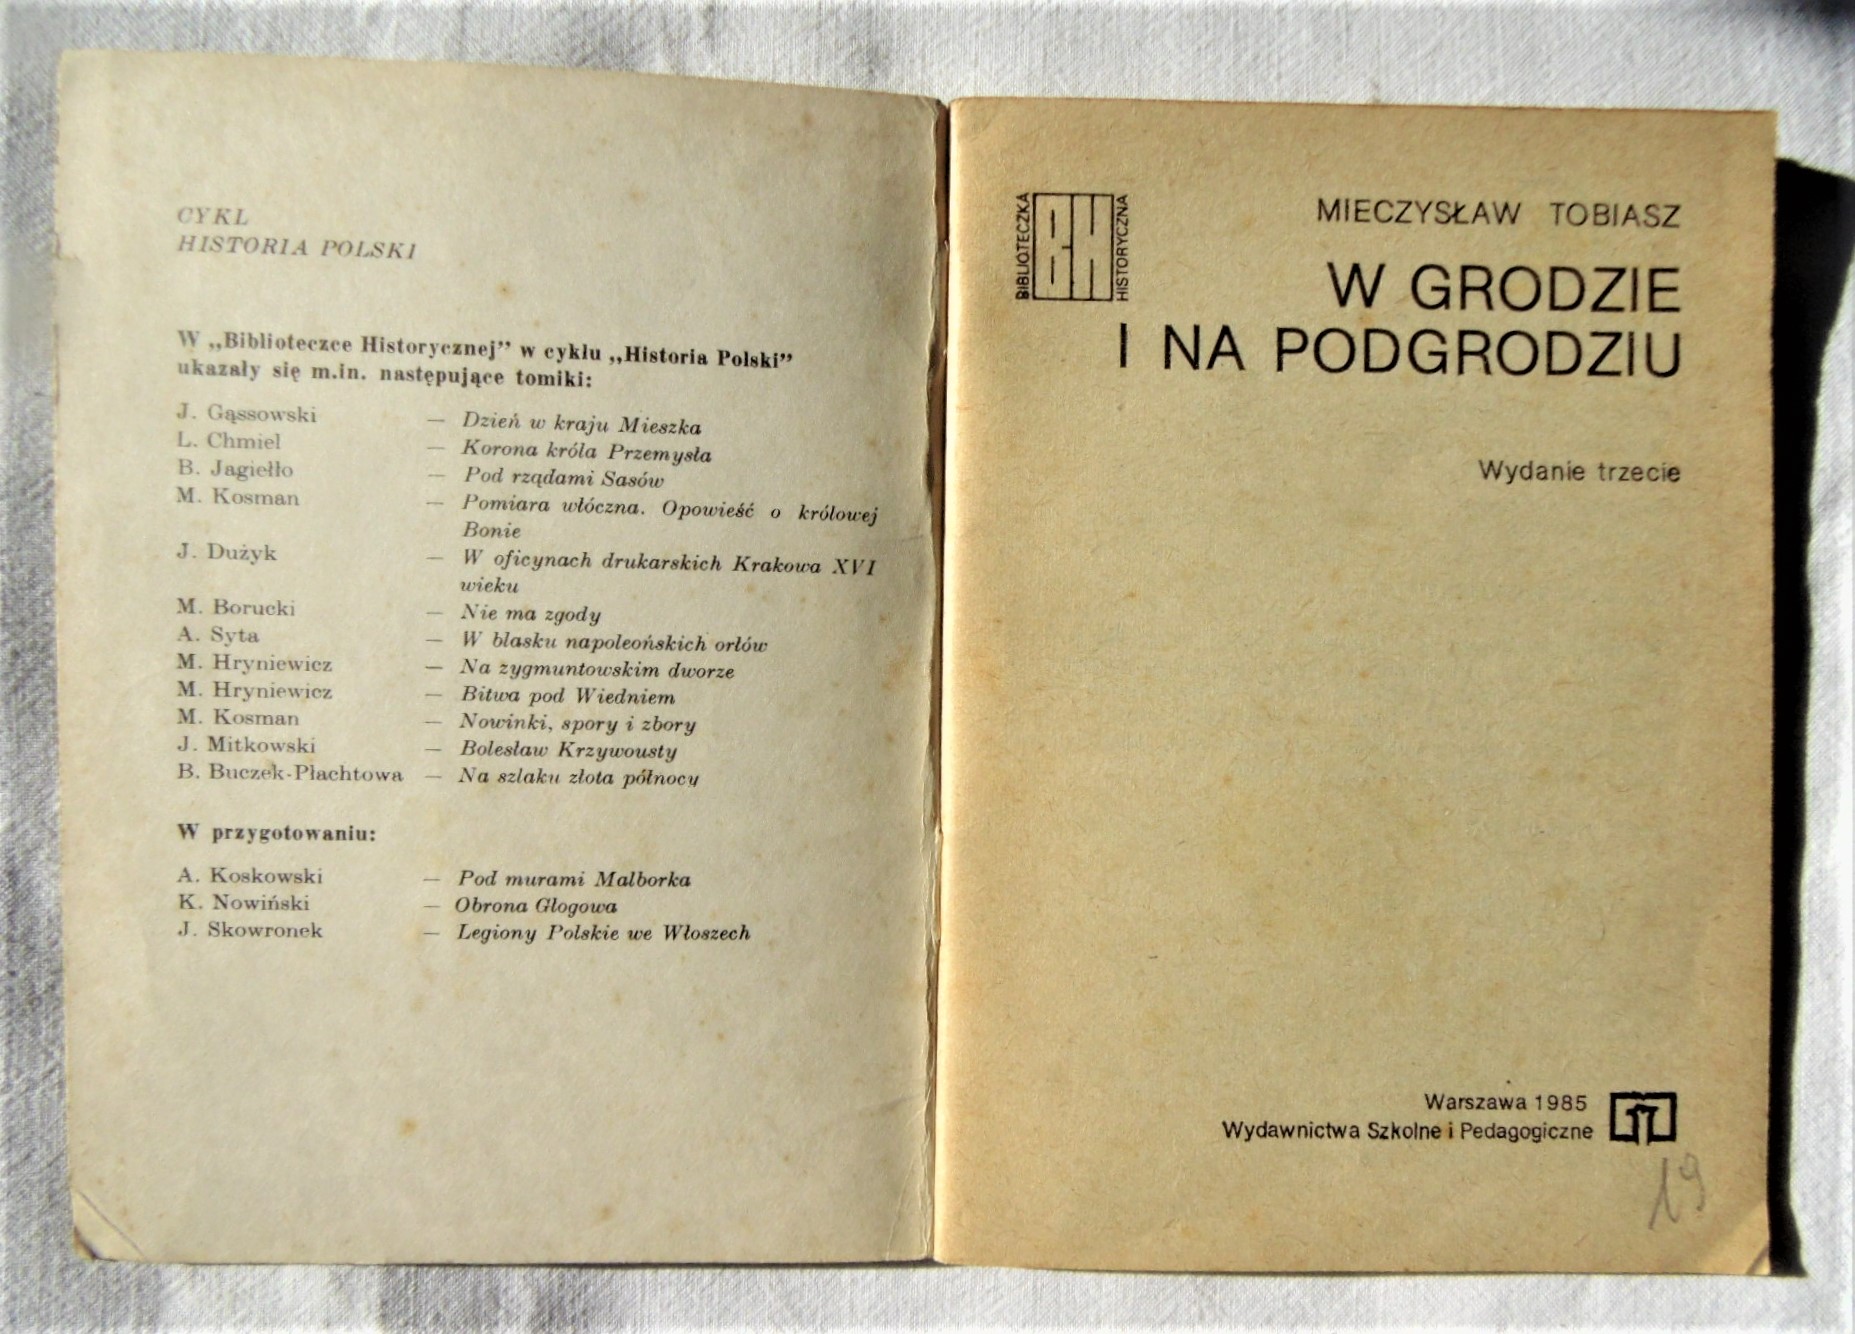 CYKL
HISTORIA POLSKI
W „Biblioteczce Historycznej” w cyklu „Historia Polski”
ukazały się m.in. następujące tomiki:
J. Gąssowski — Dzień w kraju Mieszka
L. Chmiel — Korona króla Przemysła
B. Jagiełło — Pod rządami Sasów
M. Kosman — Pomiara włóczna. Opowieść o królowej
Bonie
J. Dużyk — W oficynach drukarskich Krakowa XVI
wieku
M. Borucki — Nie ma zgody
A. Syta — W blasku napoleońskich orłów
M. Hryniewicz — Na zygmuntowskim dworze
M. Hryniewicz — Bitwa pod Wiedniem
M. Kosman — Nowinki, spory i zbory
J. Mitkowski — Bolesław Krzywousty
B. Buczek-Płachtowa — Na szlaku złota północy
W przygotowaniu:
A. Koskowski — Pod murami Malborka
K. Nowiński — Obrona Głogowa
J. Skowronek — Legiony Polskie we Włoszech
BIBLIOTECZKA
BH
HISTORYCZNA
MIECZYSŁAW TOBIASZ
W GRODZIE
I NA PODGRODZIU
Wydanie trzecie
Warszawa 1985
Wydawnictwa Szkolne i Pedagogiczne
19